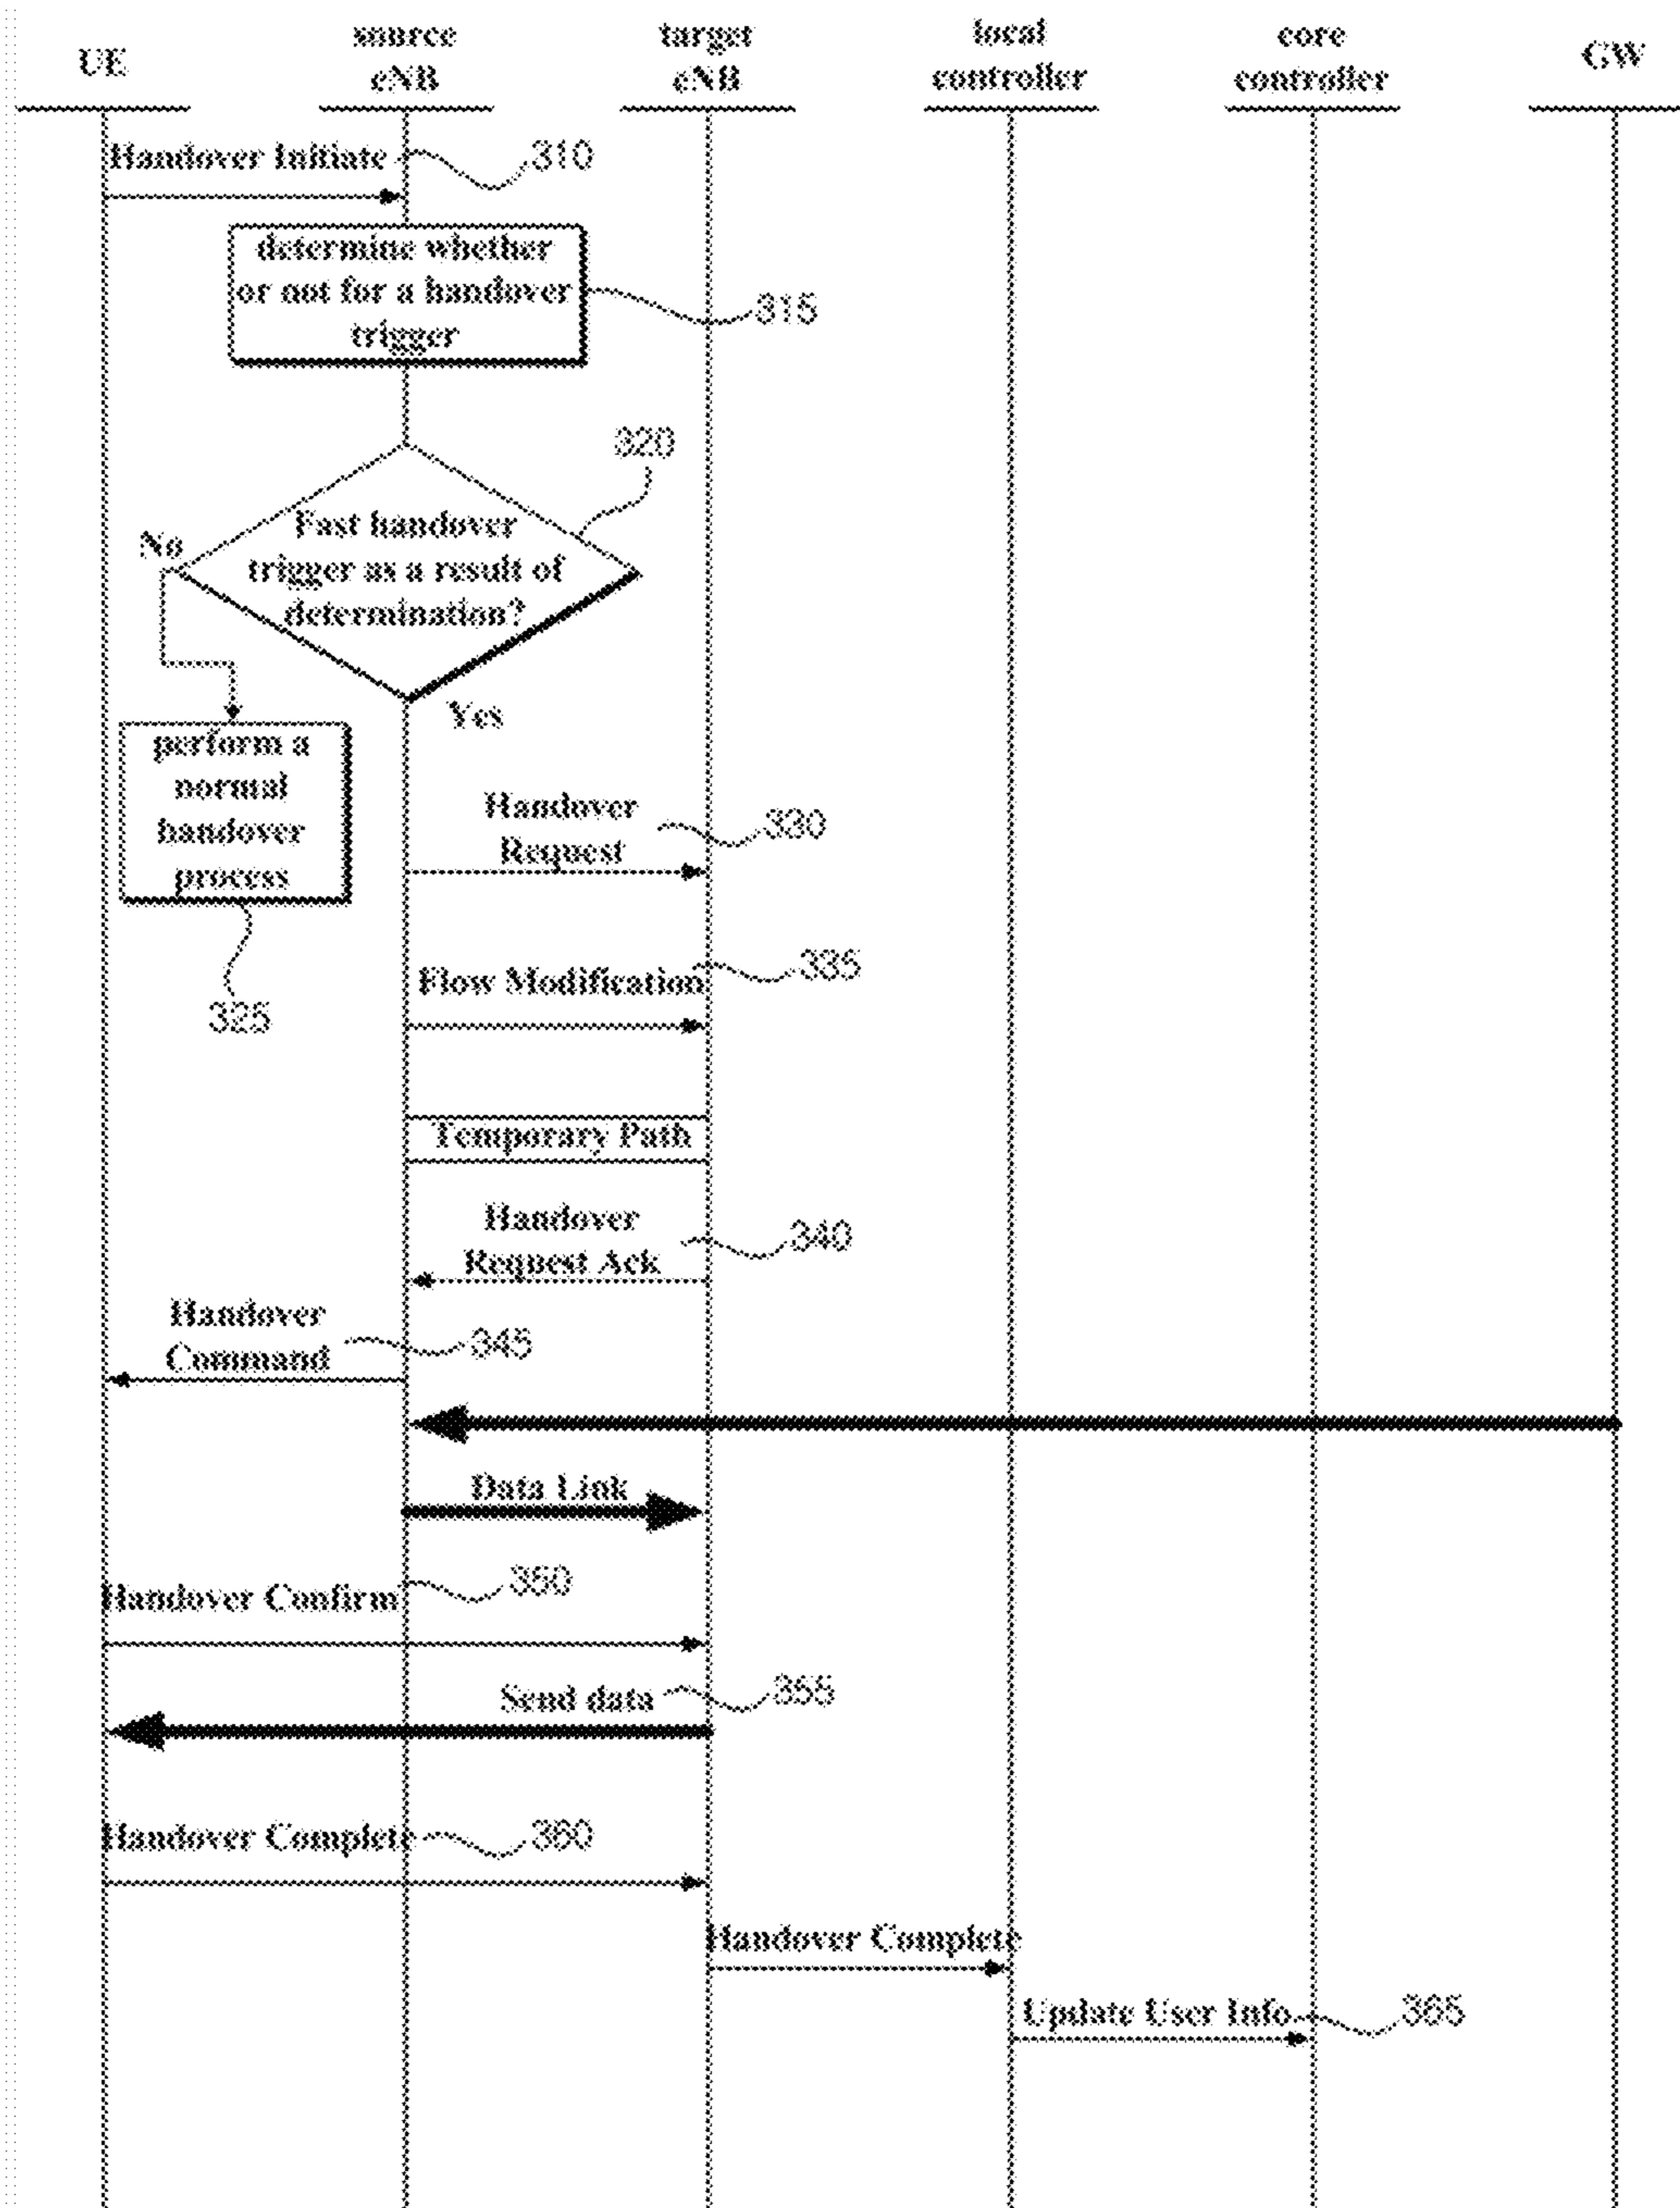 UE
source
eNB
target
eNB
local
controller
core
controller
GW
Handover Initiate
310
determine whether
or not for a handover
trigger
315
320
Fast handover
trigger as a result of
determination?
No
Yes
perform a
normal
handover
process
325
Handover
Request
330
Flow Modification
335
Temporary Path
Handover
Request Ack
340
Handover
Command
345
Data Link
Handover Confirm
350
Send data
355
Handover Complete
360
Handover Complete
Update User Info
365